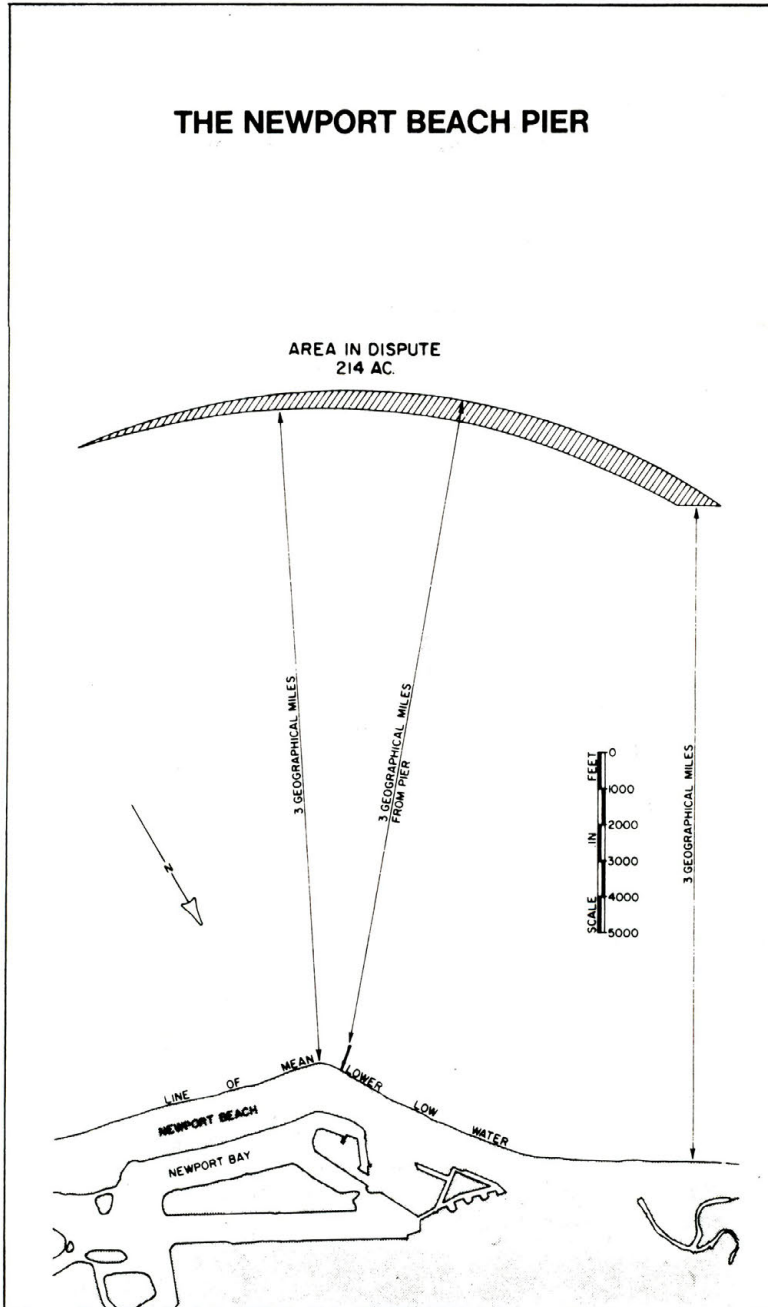 THE NEWPORT BEACH PIER
AREA IN DISPUTE
214 AC.
3 GEOGRAPHICAL MILES
3 GEOGRAPHICAL MILES
FROM PIER
3 GEOGRAPHICAL MILES
SCALE IN FEET
0
1000
2000
3000
4000
5000
N
LINE OF MEAN LOWER LOW WATER
NEWPORT BEACH
NEWPORT BAY